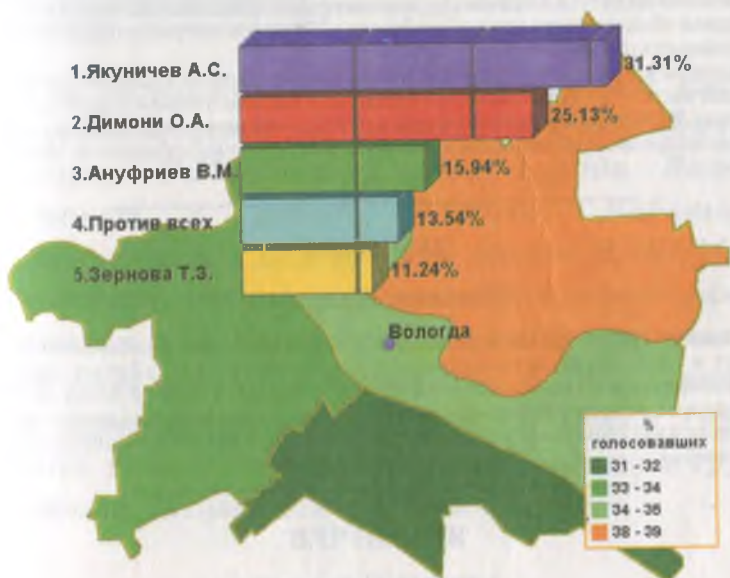 1.Якуничев А.С.
31.31%
2.Димони О.А.
25.13%
3.Ануфриев В.М.
15.94%
4.Против всех
13.54%
5.Зернова Т.З.
11.24%
Вологда
%
голосовавших
31 - 32
33 - 34
34 - 35
38 - 39